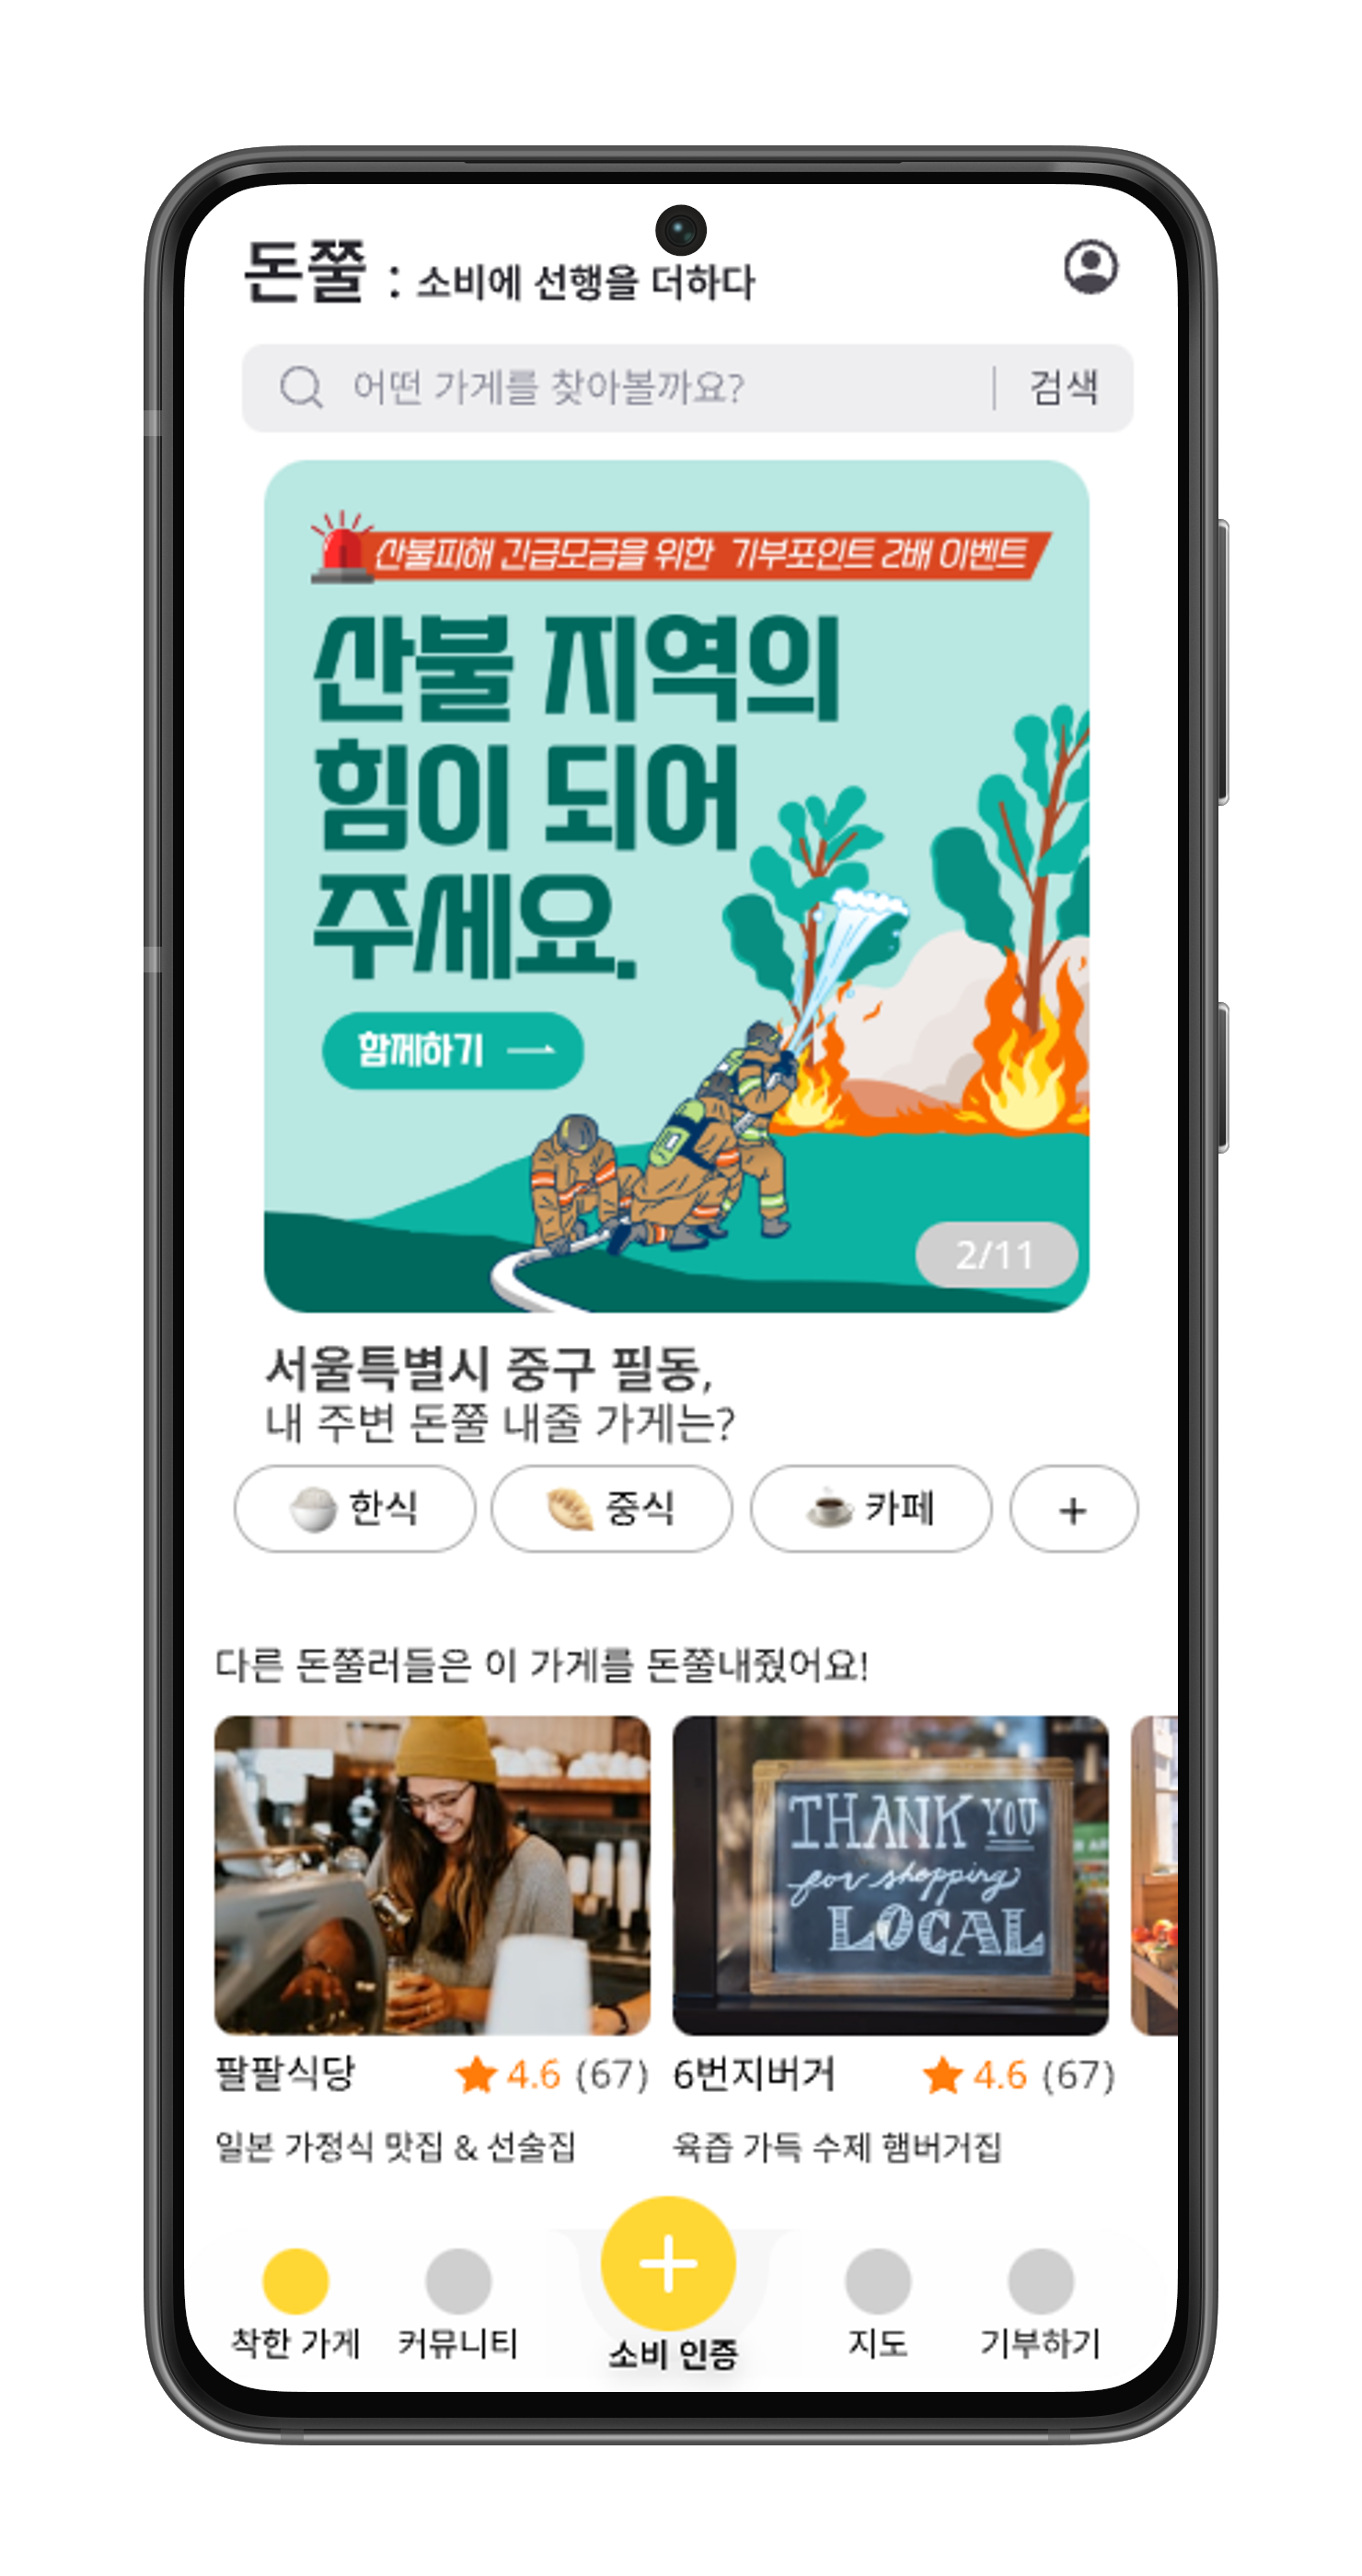 돈쭐 : 소비에 선행을 더하다
어떤 가게를 찾아볼까요? 검색
산불피해 긴급모금을 위한 기부포인트 2배 이벤트
산불 지역의
힘이 되어
주세요.
함께하기
2/11
서울특별시 중구 필동,
내 주변 돈쭐 내줄 가게는?
한식 중식 카페 +
다른 돈쭐러들은 이 가게를 돈쭐내줬어요!
THANK YOU
for shopping
LOCAL
팔팔식당 4.6 (67) 6번지버거 4.6 (67)
일본 가정식 맛집 & 선술집 육즙 가득 수제 햄버거집
착한 가게 커뮤니티 소비 인증 지도 기부하기